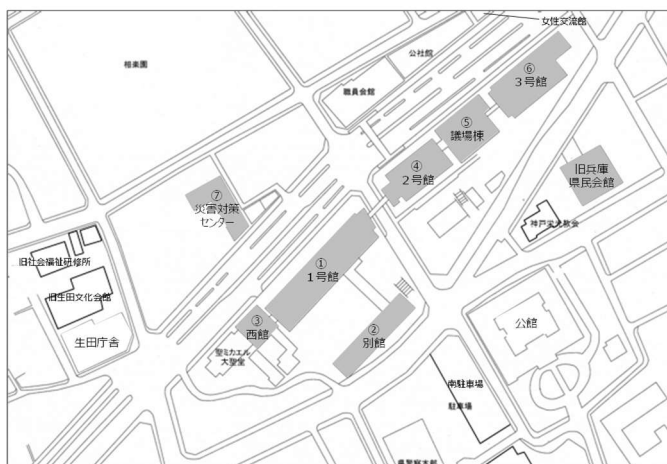 女性交流館
公社館
相楽園
職員会館
⑥
3号館
⑤
議場棟
④
2号館
旧兵庫
県民会館
⑦
災害対策
センター
神戸栄光教会
①
1号館
旧社会福祉研修所
旧生田文化会館
生田庁舎
③
西館
聖ミカエル
大聖堂
②
別館
公館
南駐車場
駐車場
県警察本部